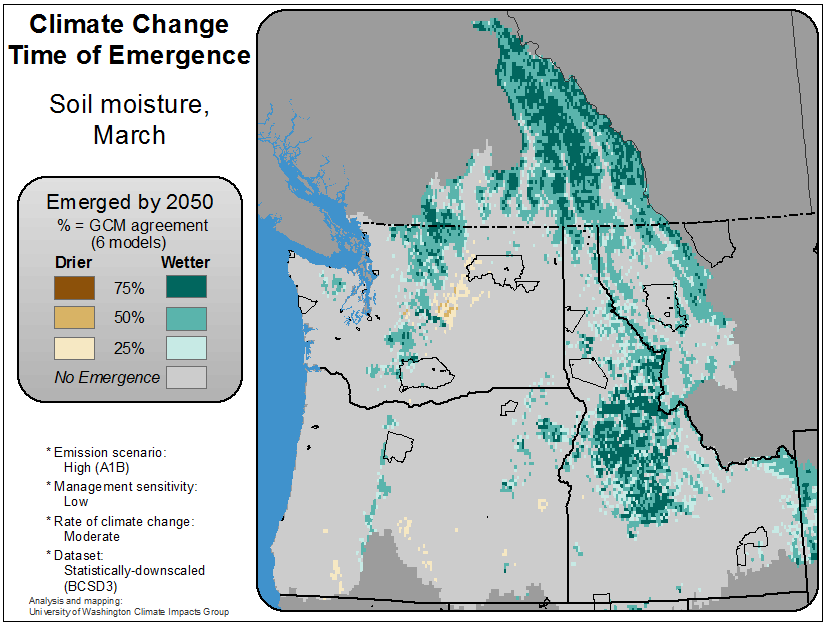 Climate Change
Time of Emergence
Soil moisture,
March
Emerged by 2050
% = GCM agreement
(6 models)
Drier Wetter
75%
50%
25%
No Emergence
* Emission scenario:
High (A1B)
* Management sensitivity:
Low
* Rate of climate change:
Moderate
* Dataset:
Statistically-downscaled
(BCSD3)
Analysis and mapping:
University of Washington Climate Impacts Group